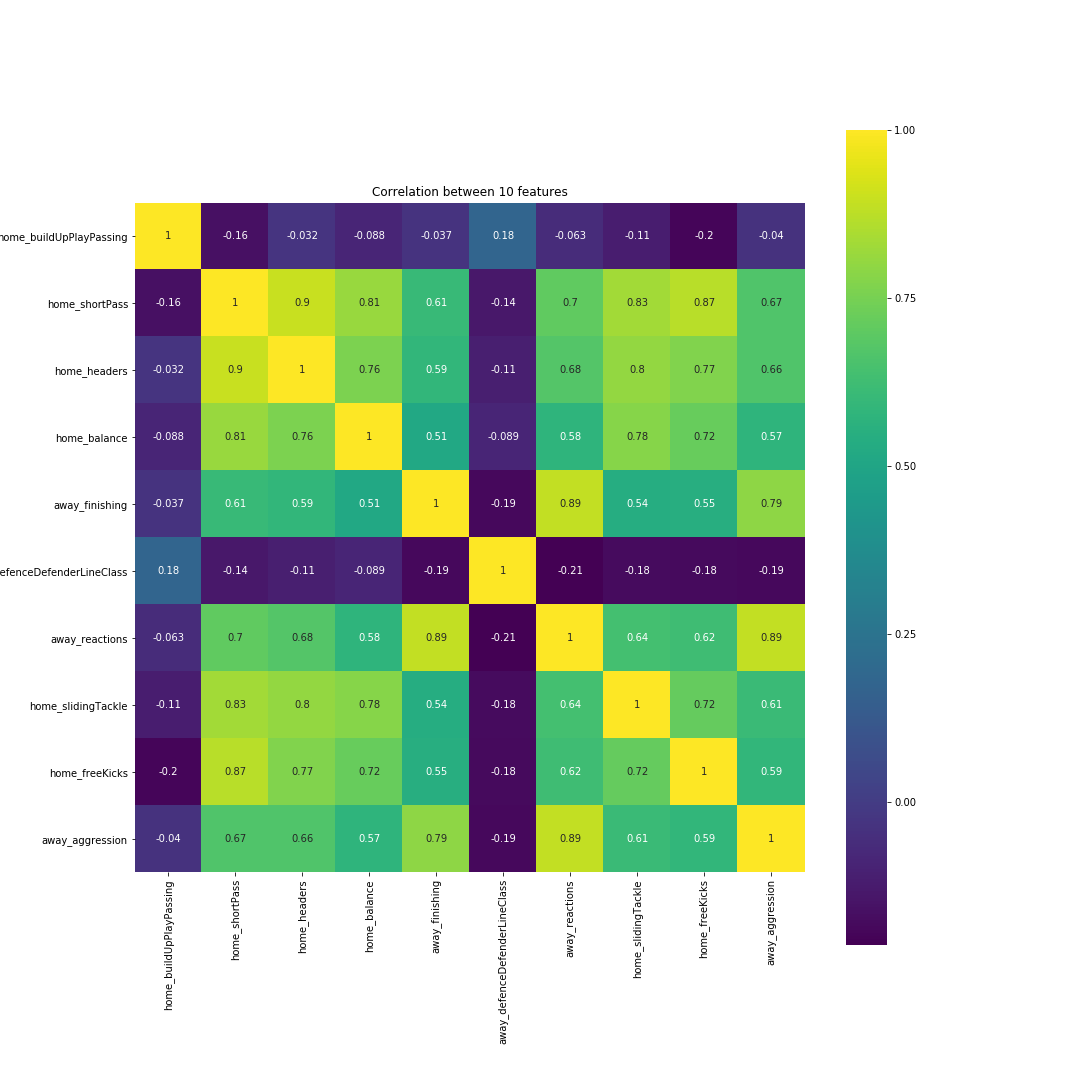 Correlation between 10 features
home_buildUpPlayPassing 1 -0.16 -0.032 -0.088 -0.037 0.18 -0.063 -0.11 -0.2 -0.04
home_shortPass -0.16 1 0.9 0.81 0.61 -0.14 0.7 0.83 0.87 0.67
home_headers -0.032 0.9 1 0.76 0.59 -0.11 0.68 0.8 0.77 0.66
home_balance -0.088 0.81 0.76 1 0.51 -0.089 0.58 0.78 0.72 0.57
away_finishing -0.037 0.61 0.59 0.51 1 -0.19 0.89 0.54 0.55 0.79
efenceDefenderLineClass 0.18 -0.14 -0.11 -0.089 -0.19 1 -0.21 -0.18 -0.18 -0.19
away_reactions -0.063 0.7 0.68 0.58 0.89 -0.21 1 0.64 0.62 0.89
home_slidingTackle -0.11 0.83 0.8 0.78 0.54 -0.18 0.64 1 0.72 0.61
home_freeKicks -0.2 0.87 0.77 0.72 0.55 -0.18 0.62 0.72 1 0.59
away_aggression -0.04 0.67 0.66 0.57 0.79 -0.19 0.89 0.61 0.59 1
home_buildUpPlayPassing
home_shortPass
home_headers
home_balance
away_finishing
away_defenceDefenderLineClass
away_reactions
home_slidingTackle
home_freeKicks
away_aggression
1.00
0.75
0.50
0.25
0.00